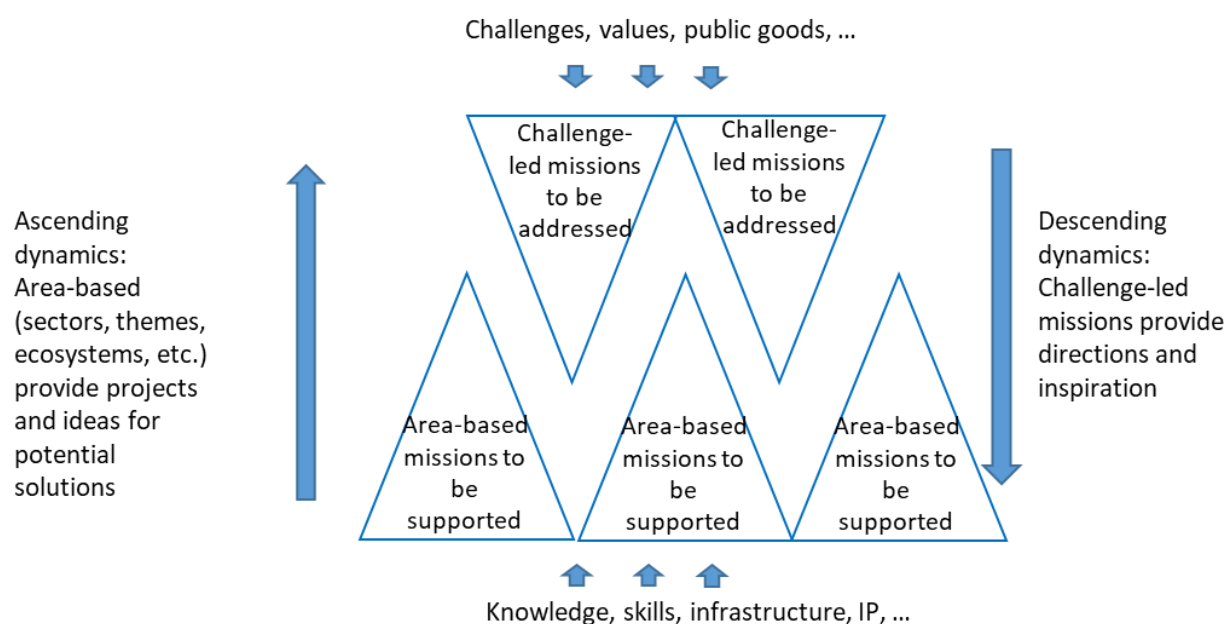 Challenges, values, public goods, ...
Challenge-
led missions
to be
addressed
Challenge-
led missions
to be
addressed
Ascending
dynamics:
Area-based
(sectors, themes,
ecosystems, etc.)
provide projects
and ideas for
potential
solutions
Descending
dynamics:
Challenge-led
missions provide
directions and
inspiration
Area-based
missions to
be
supported
Area-based
missions to
be
supported
Area-based
missions to
be
supported
Knowledge, skills, infrastructure, IP, ...